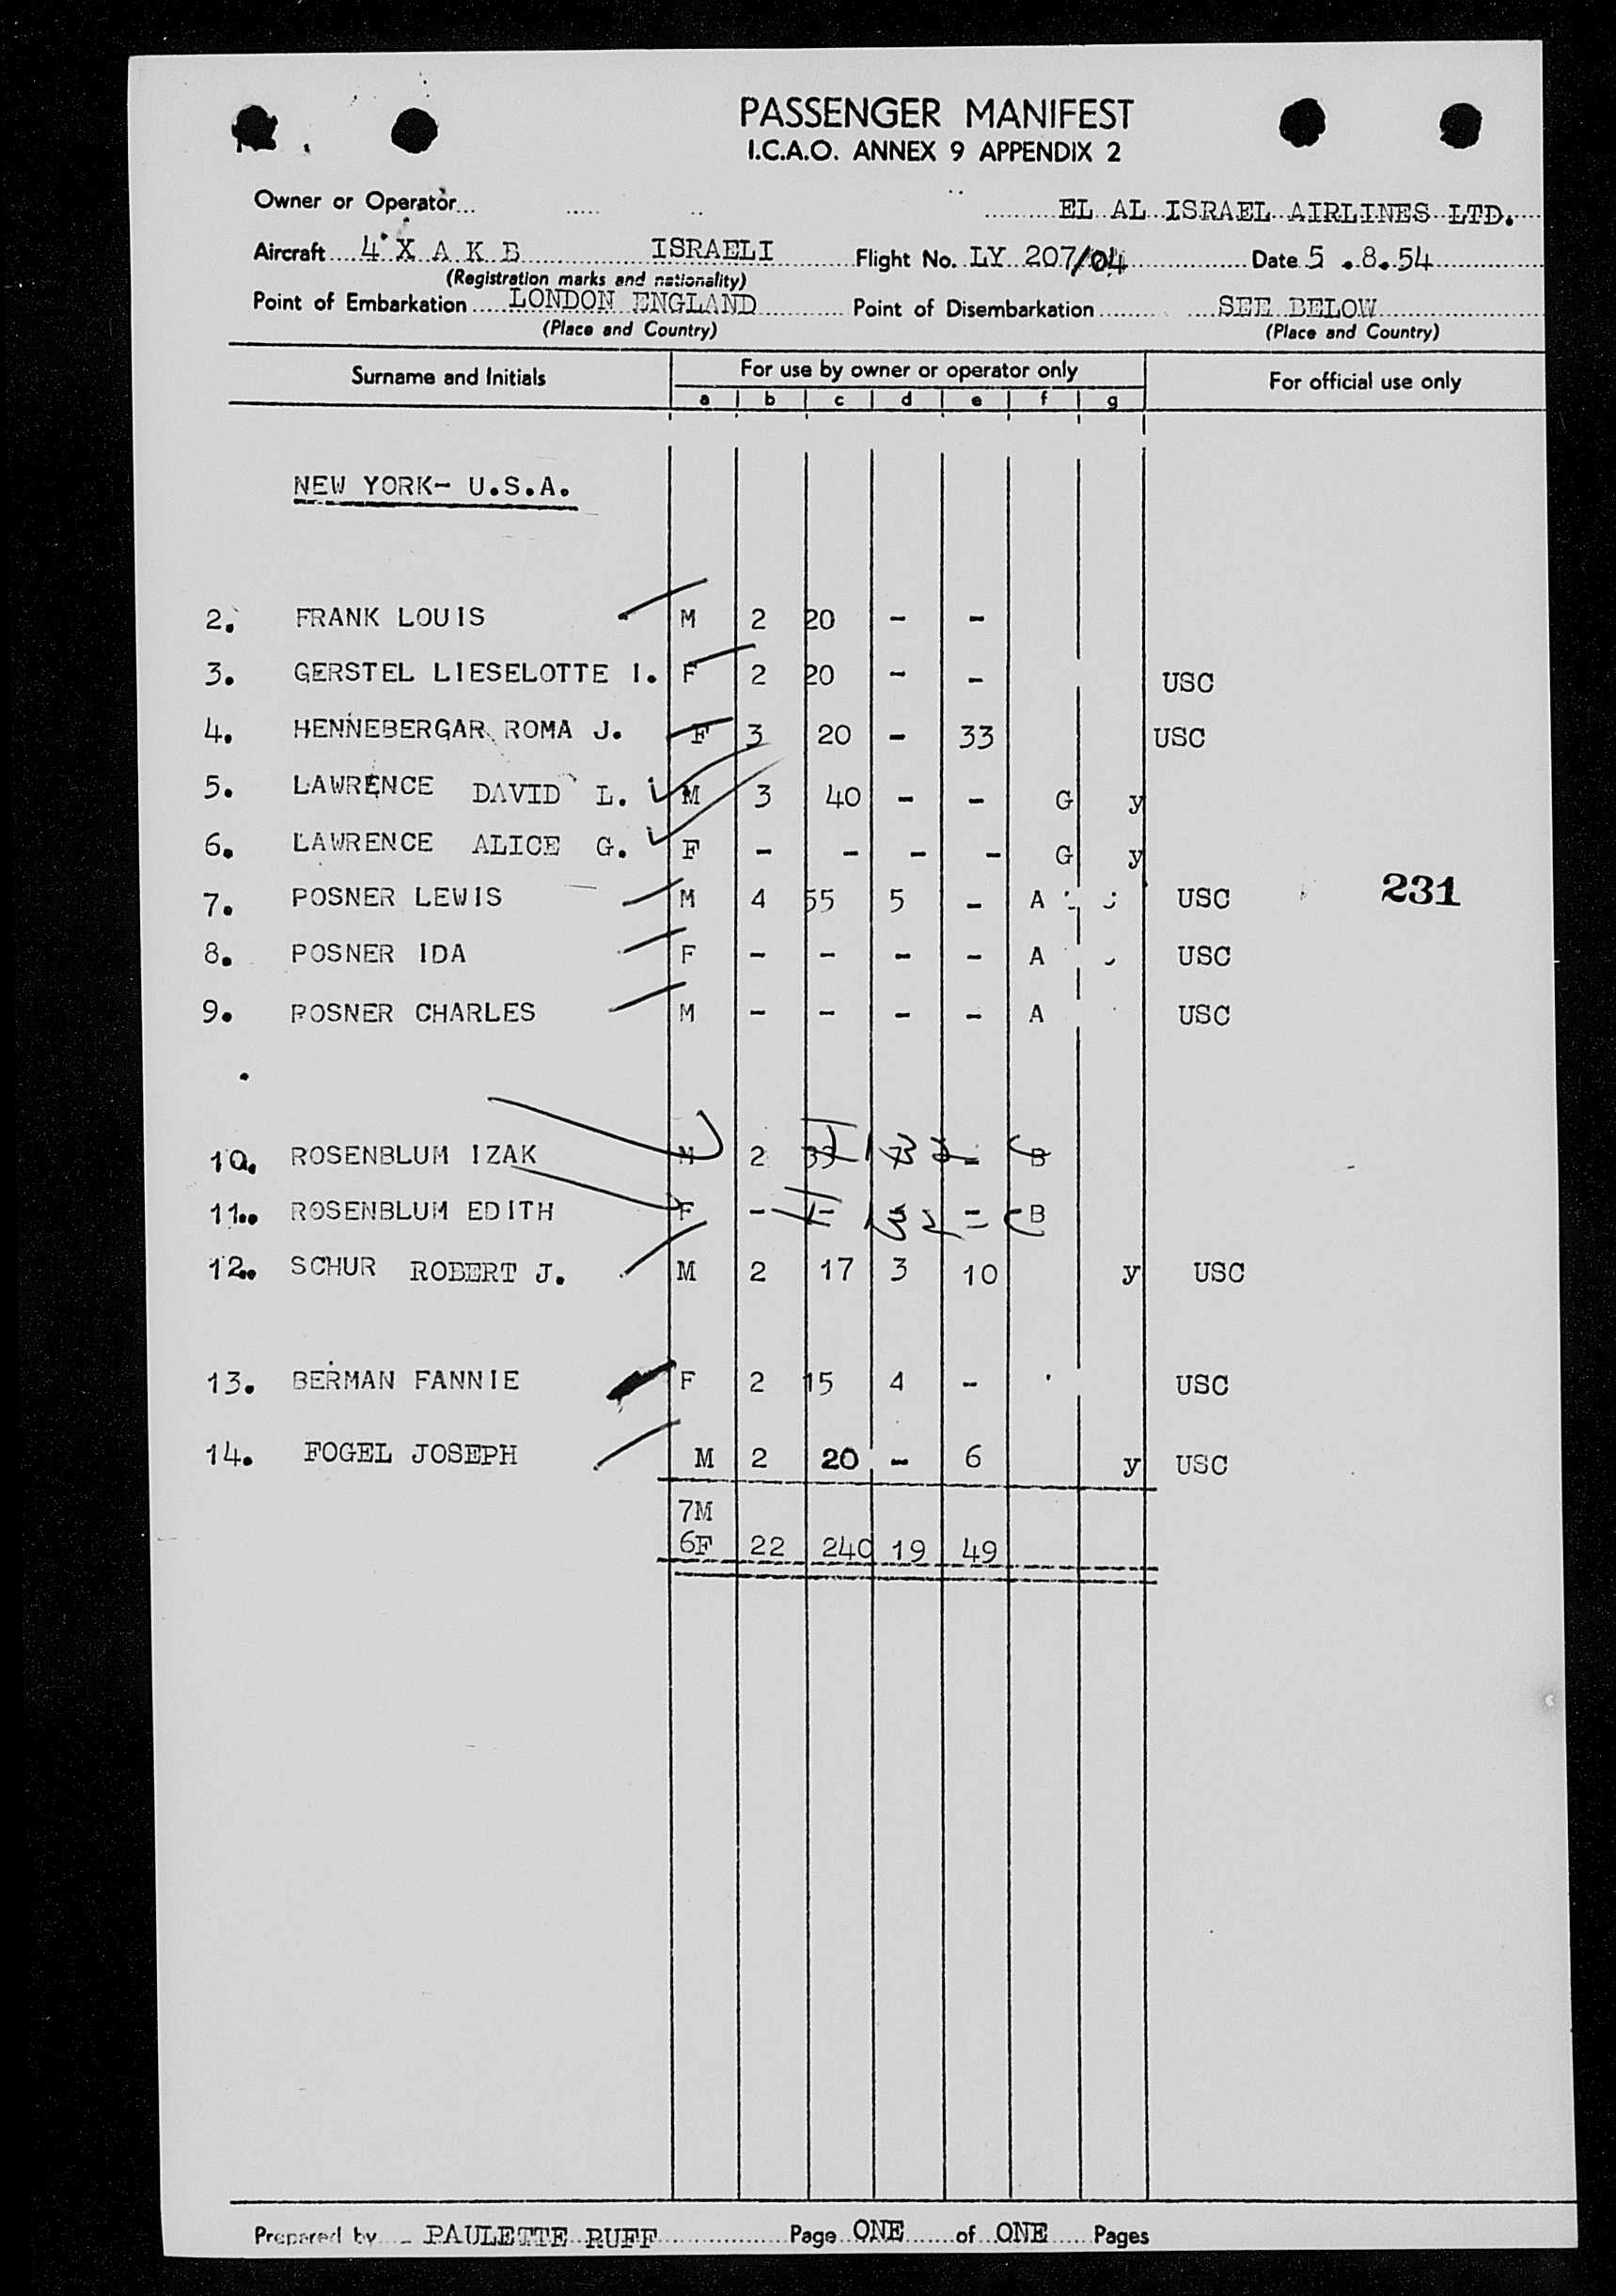 PASSENGER MANIFEST
I.C.A.O. ANNEX 9 APPENDIX 2
Owner or Operator EL AL ISRAEL AIRLINES LTD.
Aircraft 4 X A K B ISRAELI Flight No. LY 207/04 Date 5 .8.54
(Registration marks and nationality)
Point of Embarkation LONDON ENGLAND Point of Disembarkation SEE BELOW
(Place and Country) (Place and Country)
Surname and Initials For use by owner or operator only For official use only
a b c d e f g
NEW YORK- U.S.A.
2. FRANK LOUIS M 2 20 - -
3. GERSTEL LIESELOTTE I. F 2 20 - - USC
4. HENNEBERGAR ROMA J. F 3 20 - 33 USC
5. LAWRENCE DAVID L. M 3 40 - - G y
6. LAWRENCE ALICE G. F - - - - G y
7. POSNER LEWIS M 4 55 5 - A USC 231
8. POSNER IDA F - - - - A USC
9. POSNER CHARLES M - - - - A USC
10. ROSENBLUM IZAK M 2 33 7 - B
11.. ROSENBLUM EDITH F - - - - B
12.. SCHUR ROBERT J. M 2 17 3 10 y USC
13. BERMAN FANNIE F 2 15 4 - USC
14. FOGEL JOSEPH M 2 20 - 6 y USC
7M
6F 22 240 19 49
Prepared by PAULETTE RUFF Page ONE of ONE Pages